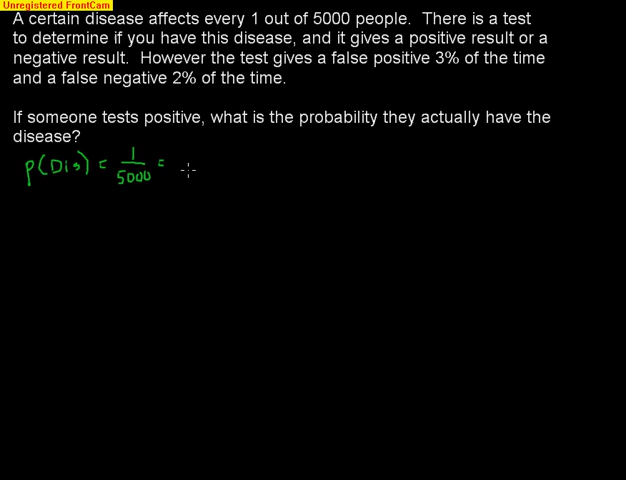 Unregistered FrontCam
A certain disease affects every 1 out of 5000 people. There is a test
to determine if you have this disease, and it gives a positive result or a
negative result. However the test gives a false positive 3% of the time
and a false negative 2% of the time.
If someone tests positive, what is the probability they actually have the
disease?
P(Dis) = 1/5000 =